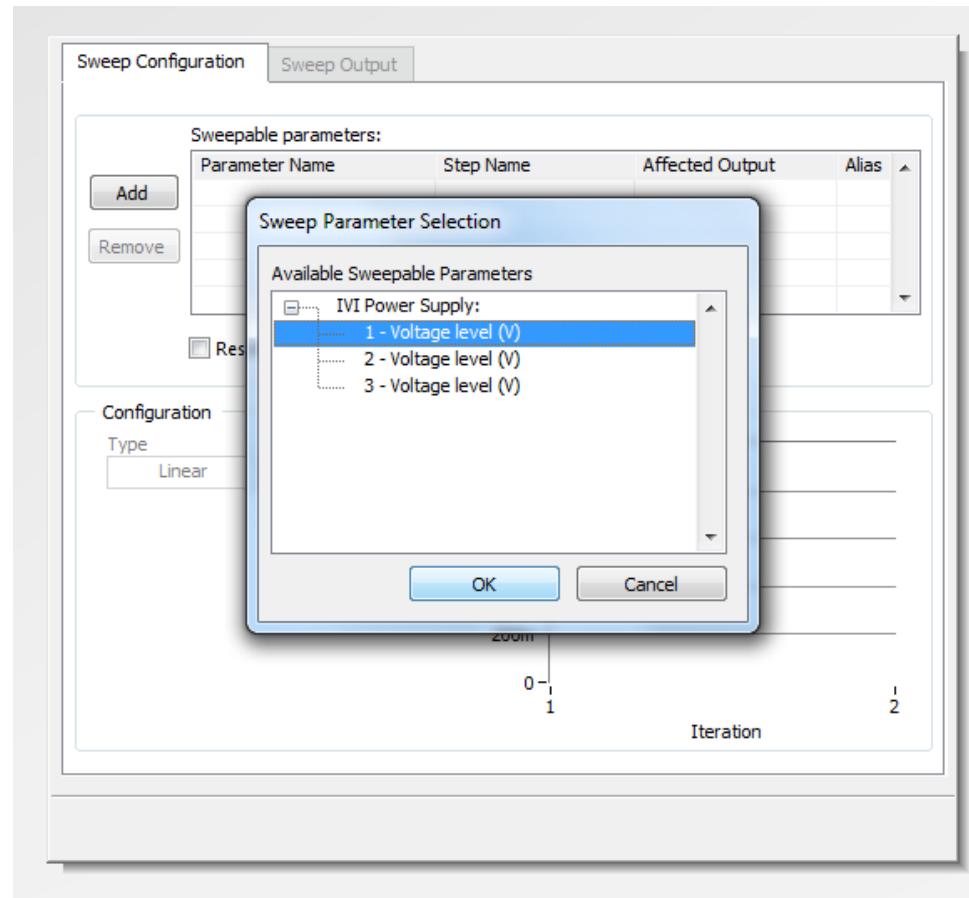 Sweep Configuration
Sweep Output
Sweepable parameters:
Parameter Name Step Name Affected Output Alias
Add
Remove
Sweep Parameter Selection
Available Sweepable Parameters
IVI Power Supply:
1 - Voltage level (V)
2 - Voltage level (V)
3 - Voltage level (V)
OK
Cancel
Res
Configuration
Type
Linear
0
1
2
Iteration